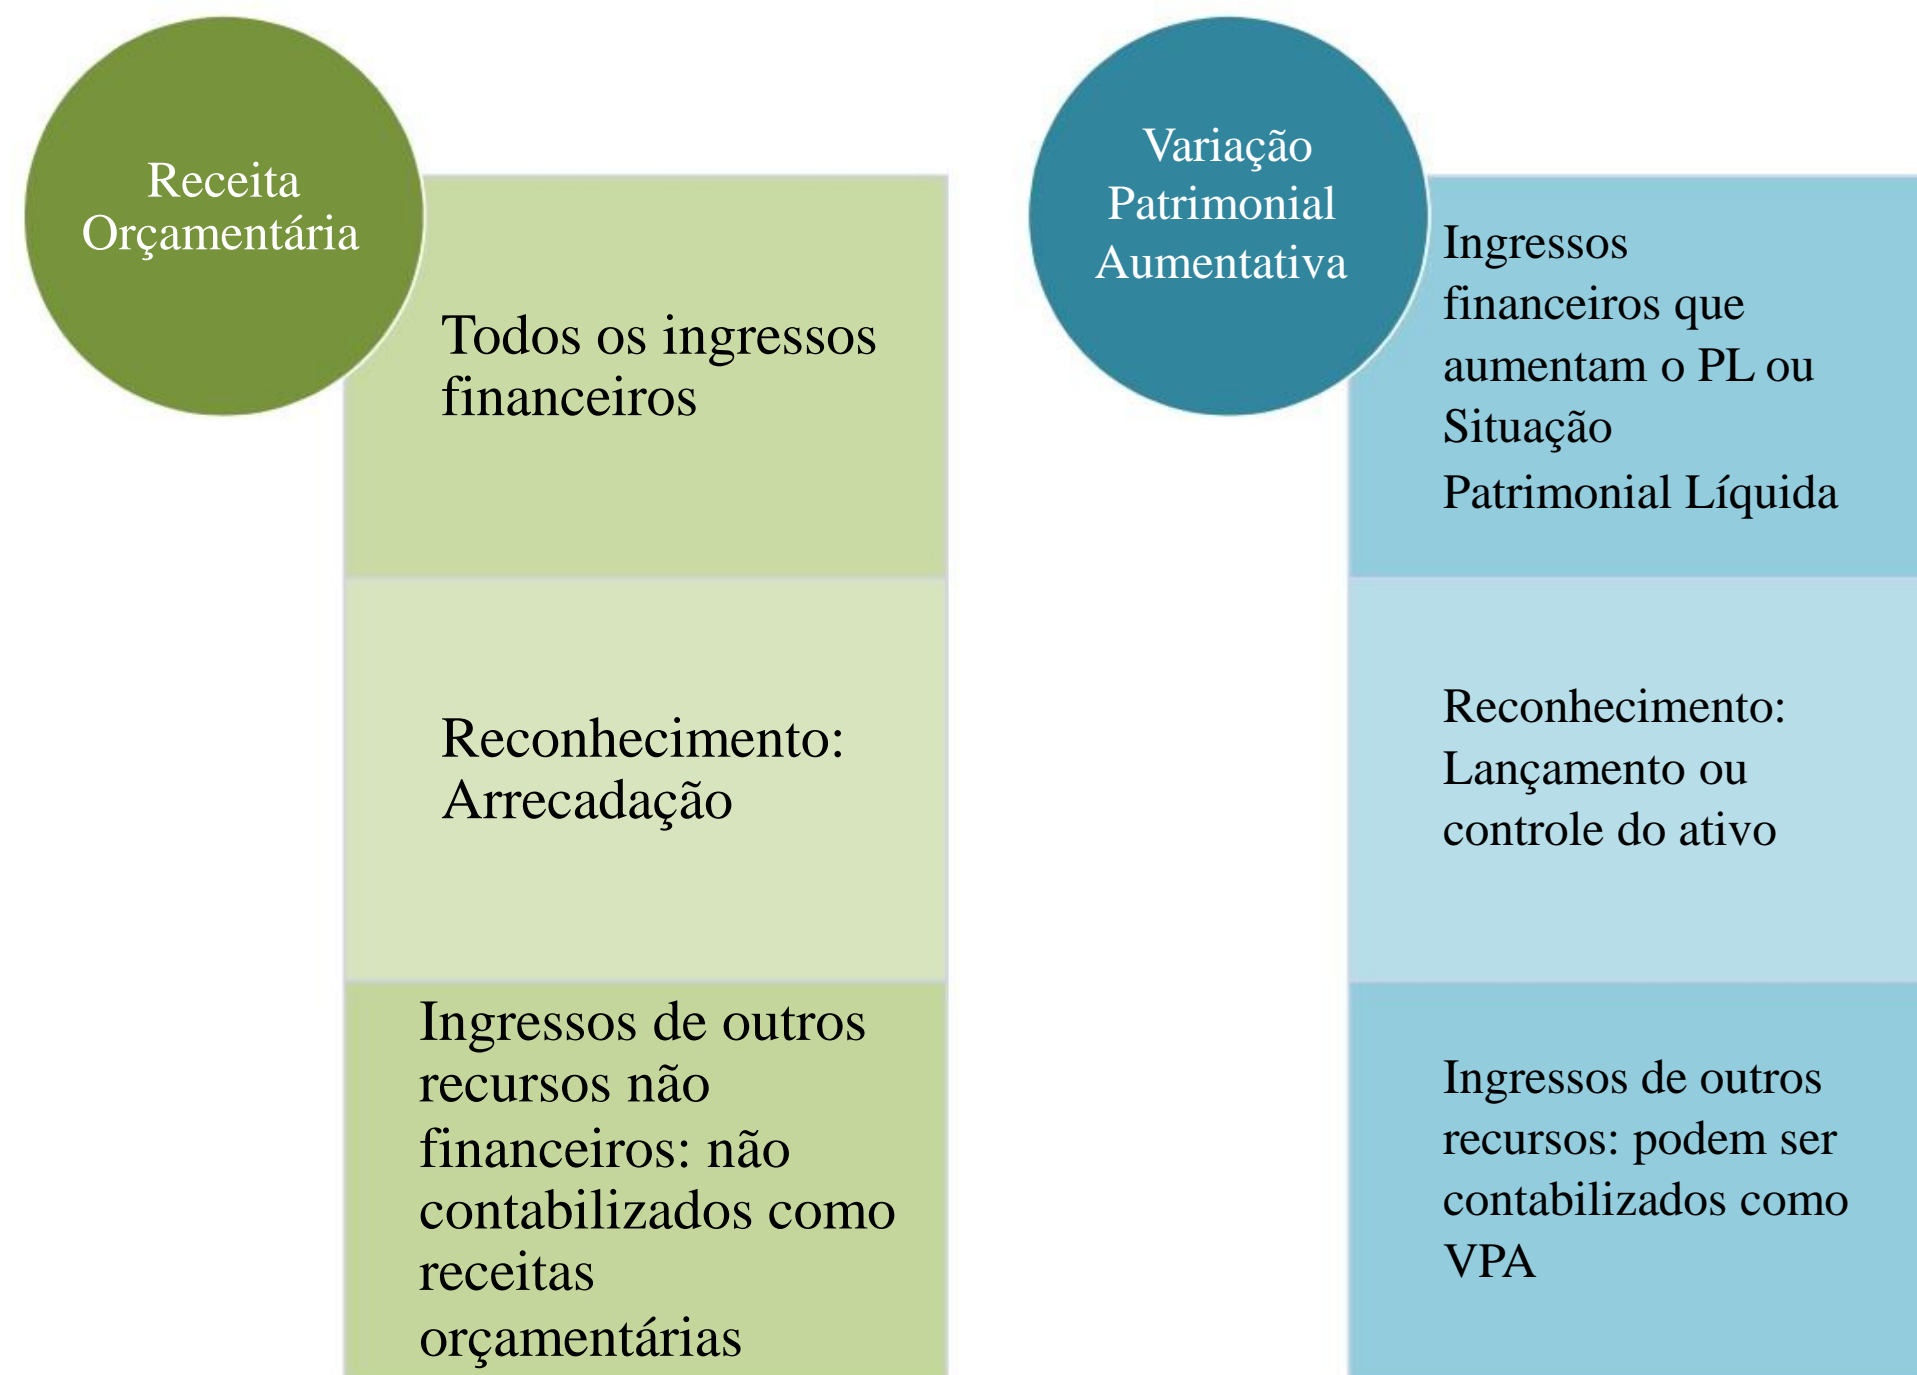 Receita
Orçamentária
Todos os ingressos
financeiros
Reconhecimento:
Arrecadação
Ingressos de outros
recursos não
financeiros: não
contabilizados como
receitas
orçamentárias
Variação
Patrimonial
Aumentativa
Ingressos
financeiros que
aumentam o PL ou
Situação
Patrimonial Líquida
Reconhecimento:
Lançamento ou
controle do ativo
Ingressos de outros
recursos: podem ser
contabilizados como
VPA